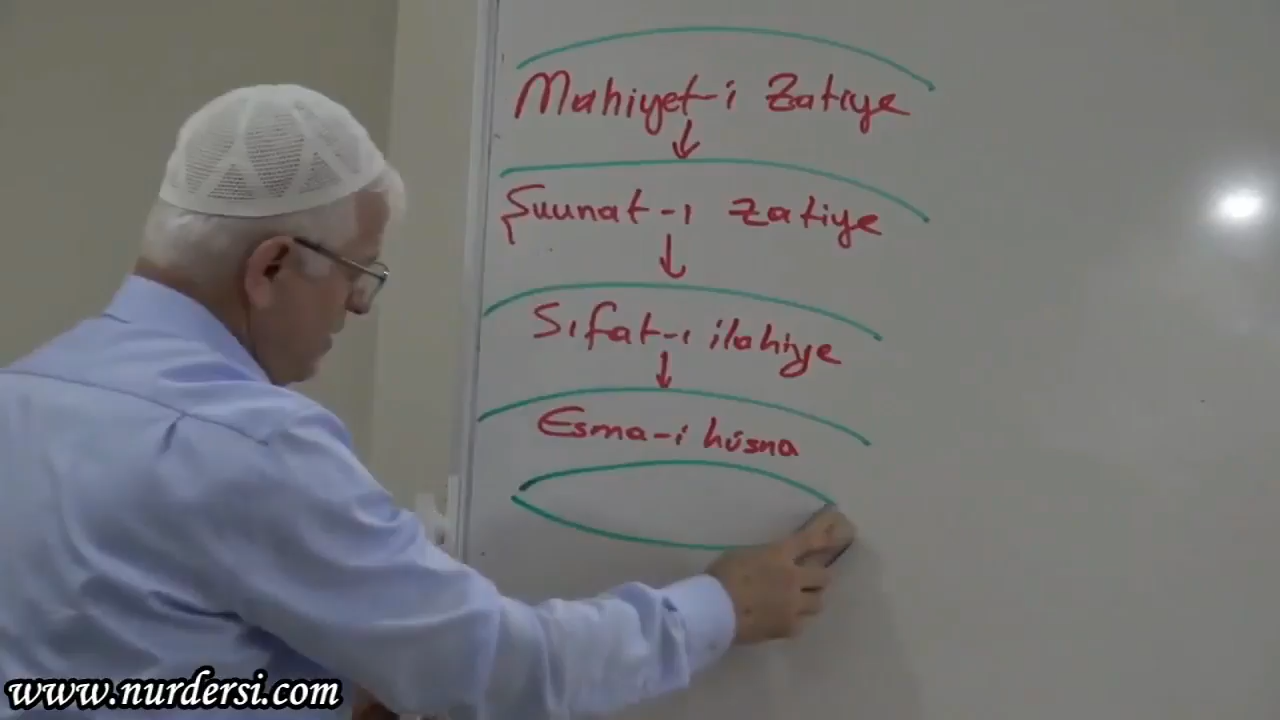 Mahiyet-i Zatiye
Şuunat-ı Zatiye
Sıfat-ı ilahiye
Esma-i hüsna
www.nurdersi.com